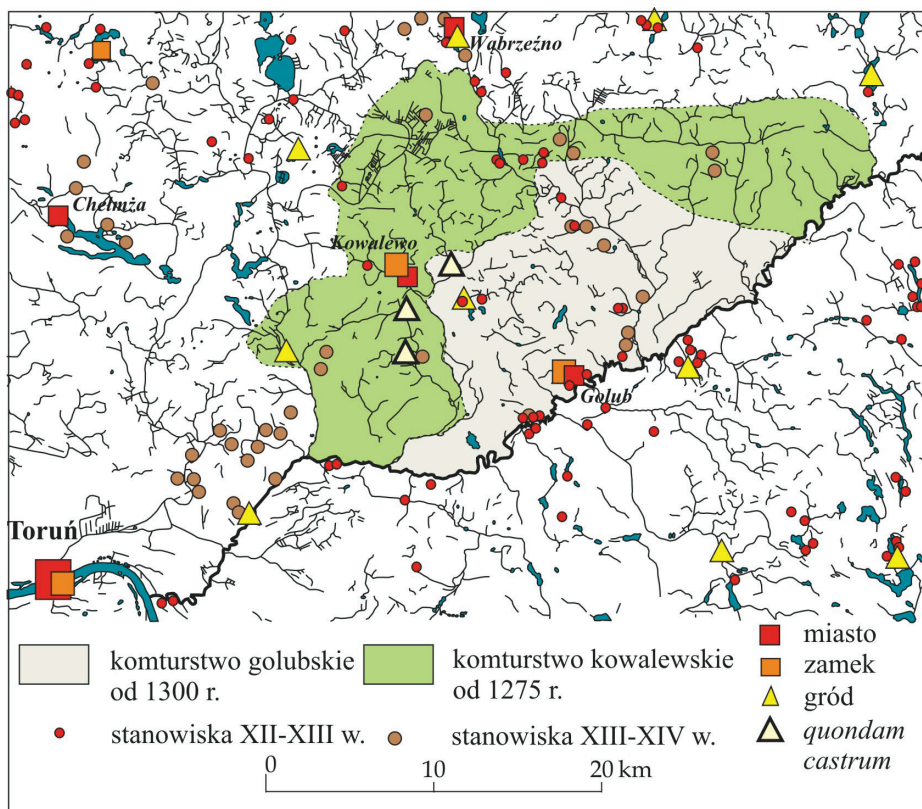 Wąbrzeźno
Chełmża
Kowalewo
Golub
Toruń
komturstwo golubskie
od 1300 r.
komturstwo kowalewskie
od 1275 r.
stanowiska XII-XIII w.
stanowiska XIII-XIV w.
miasto
zamek
gród
quondam
castrum
0
10
20 km